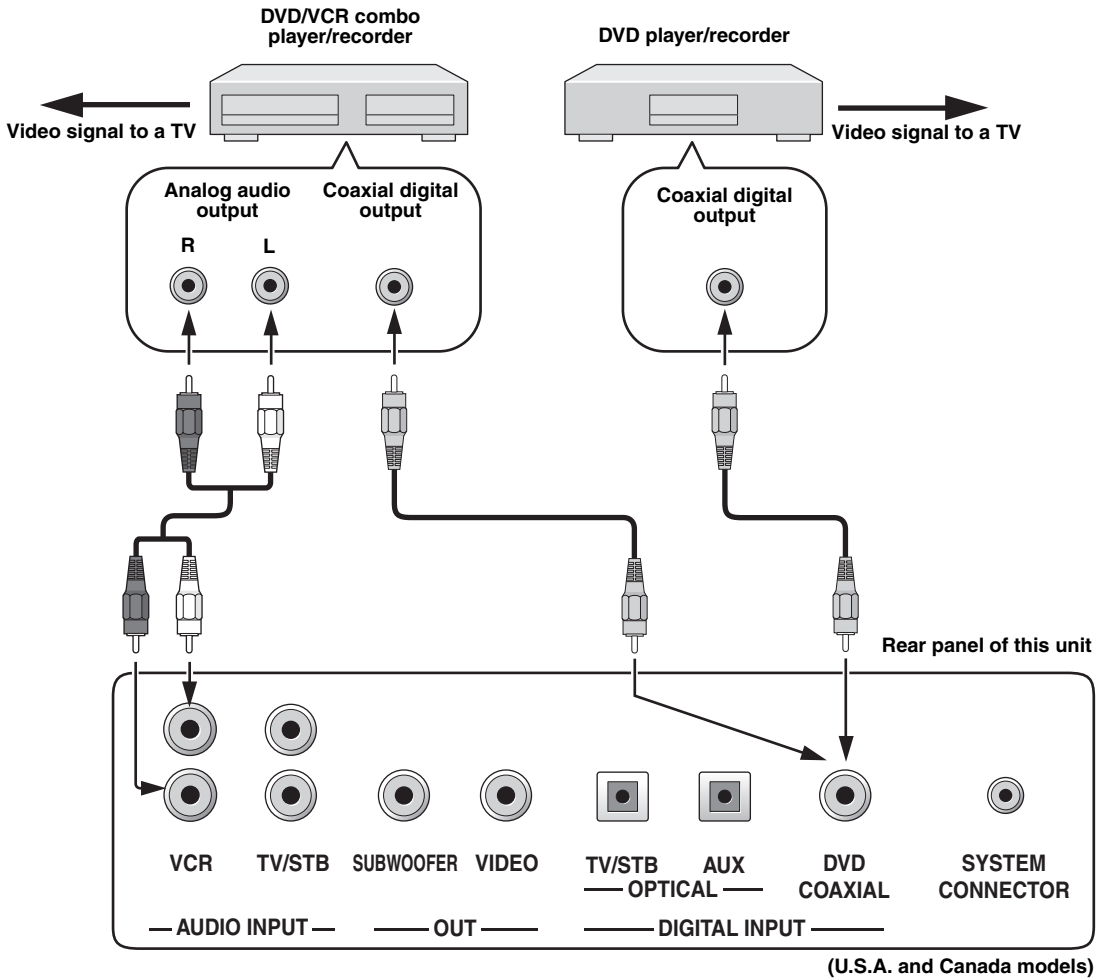 DVD/VCR combo
player/recorder
DVD player/recorder
Video signal to a TV
Video signal to a TV
Analog audio
output
Coaxial digital
output
Coaxial digital
output
R
L
Rear panel of this unit
VCR
TV/STB
SUBWOOFER
VIDEO
TV/STB
AUX
OPTICAL
DVD
COAXIAL
SYSTEM
CONNECTOR
AUDIO INPUT
OUT
DIGITAL INPUT
(U.S.A. and Canada models)